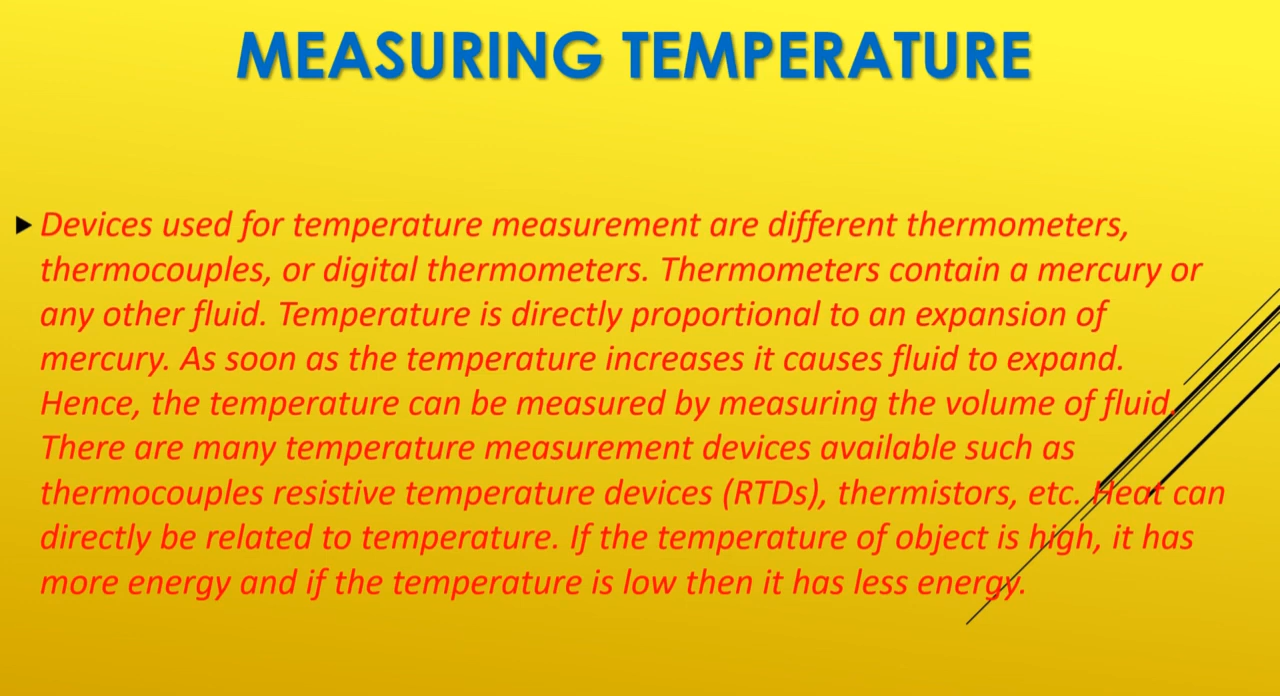 MEASURING TEMPERATURE
Devices used for temperature measurement are different thermometers,
thermocouples, or digital thermometers. Thermometers contain a mercury or
any other fluid. Temperature is directly proportional to an expansion of
mercury. As soon as the temperature increases it causes fluid to expand.
Hence, the temperature can be measured by measuring the volume of fluid.
There are many temperature measurement devices available such as
thermocouples resistive temperature devices (RTDs), thermistors, etc. Heat can
directly be related to temperature. If the temperature of object is high, it has
more energy and if the temperature is low then it has less energy.